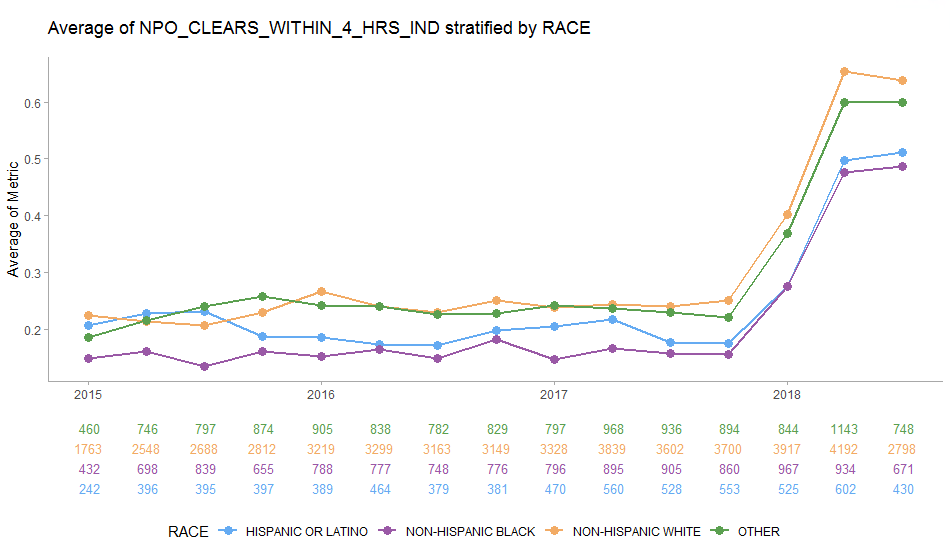 Average of NPO_CLEARS_WITHIN_4_HRS_IND stratified by RACE
Average of Metric
0.6
0.5
0.4
0.3
0.2
2015 2016 2017 2018
460 746 797 874 905 838 782 829 797 968 936 894 844 1143 748
1763 2548 2688 2812 3219 3299 3163 3149 3328 3839 3602 3700 3917 4192 2798
432 698 839 655 788 777 748 776 796 895 905 860 967 934 671
242 396 395 397 389 464 379 381 470 560 528 553 525 602 430
RACE HISPANIC OR LATINO NON-HISPANIC BLACK NON-HISPANIC WHITE OTHER